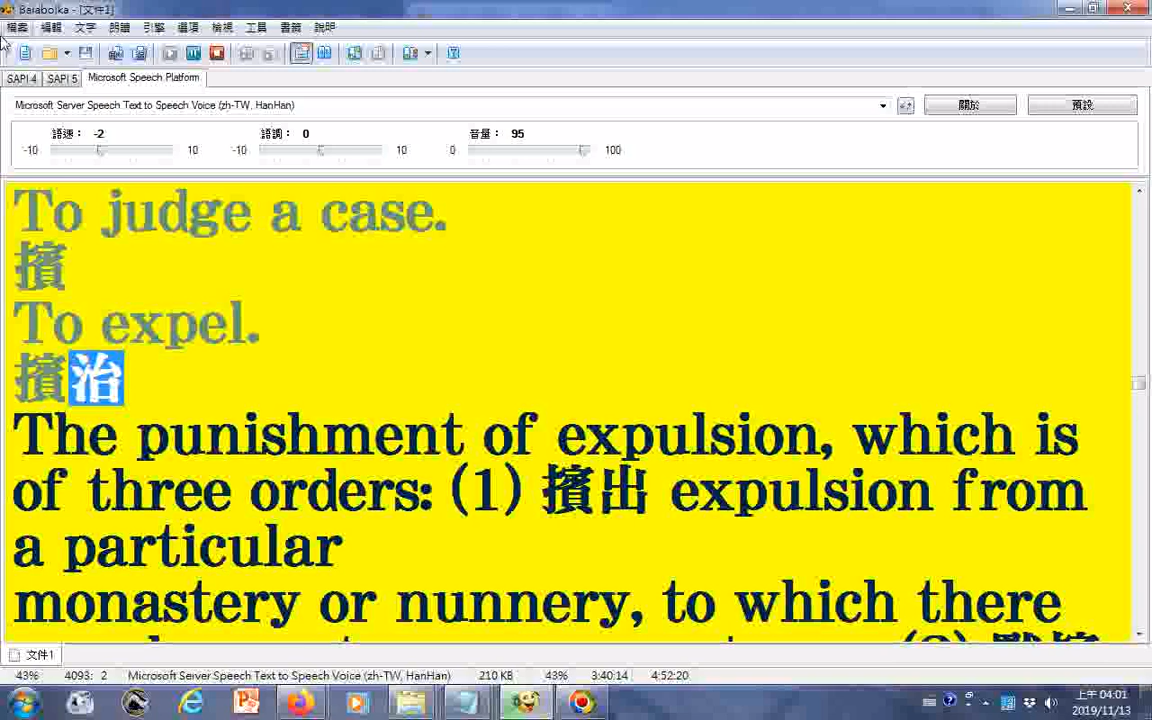 Balabolka - [文件1]
檔案 編輯 文字 朗讀 引擎 選項 檢視 工具 書籤 說明
SAPI 4 SAPI 5 Microsoft Speech Platform
Microsoft Server Speech Text to Speech Voice (zh-TW, HanHan) 關於 預設
語速： -2 語調： 0 音量： 95
-10 10 -10 10 0 100
To judge a case.
擯
To expel.
擯治
The punishment of expulsion, which is
of three orders: (1) 擯出 expulsion from
a particular
monastery or nunnery, to which there
文件1
43% 4093: 2 Microsoft Server Speech Text to Speech Voice (zh-TW, HanHan) 210 KB 43% 3:40:14 4:52:20
上午 04:01
2019/11/13